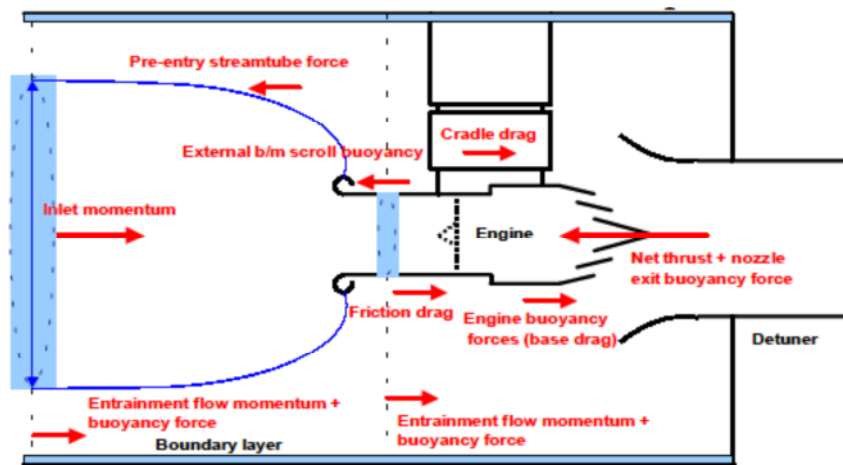 Pre-entry streamtube force
Cradle drag
External b/m scroll buoyancy
Inlet momentum
Engine
Net thrust + nozzle
exit buoyancy force
Friction drag
Engine buoyancy
forces (base drag)
Detuner
Entrainment flow momentum +
buoyancy force
Entrainment flow momentum +
buoyancy force
Boundary layer